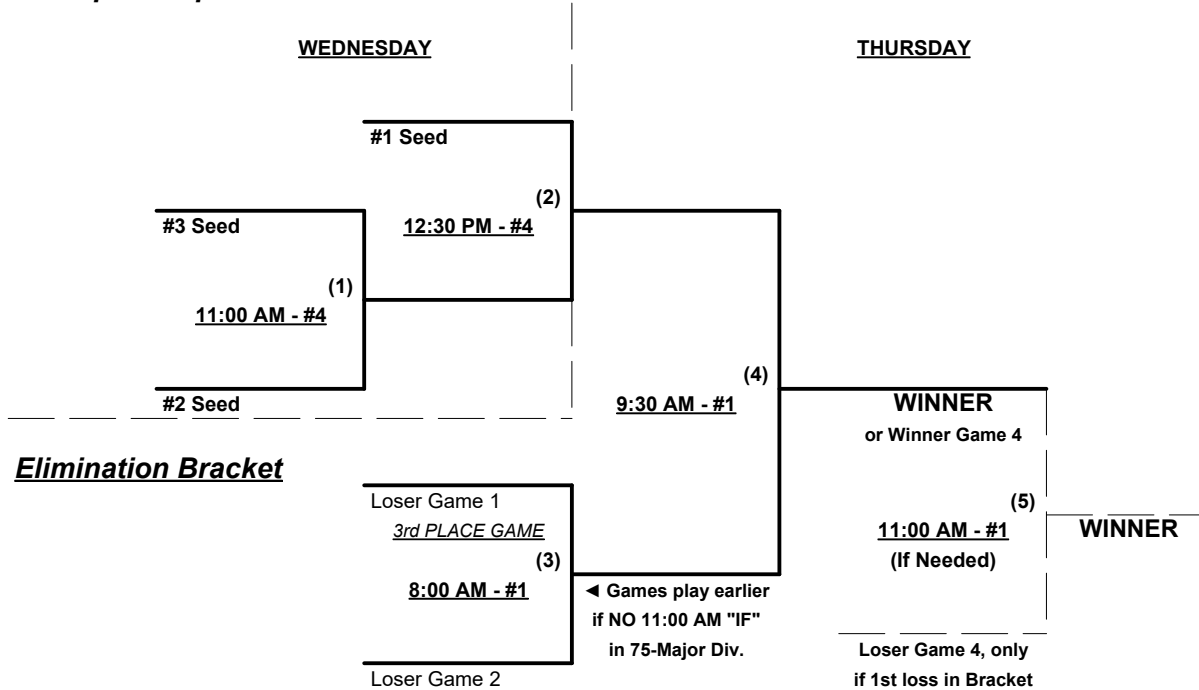 WEDNESDAY
THURSDAY
#1 Seed
(2)
12:30 PM - #4
#3 Seed
(1)
11:00 AM - #4
#2 Seed
(4)
9:30 AM - #1
WINNER
or Winner Game 4
Elimination Bracket
Loser Game 1
3rd PLACE GAME
(3)
8:00 AM - #1
◄ Games play earlier
if NO 11:00 AM "IF"
in 75-Major Div.
Loser Game 2
(5)
11:00 AM - #1
(If Needed)
WINNER
Loser Game 4, only
if 1st loss in Bracket